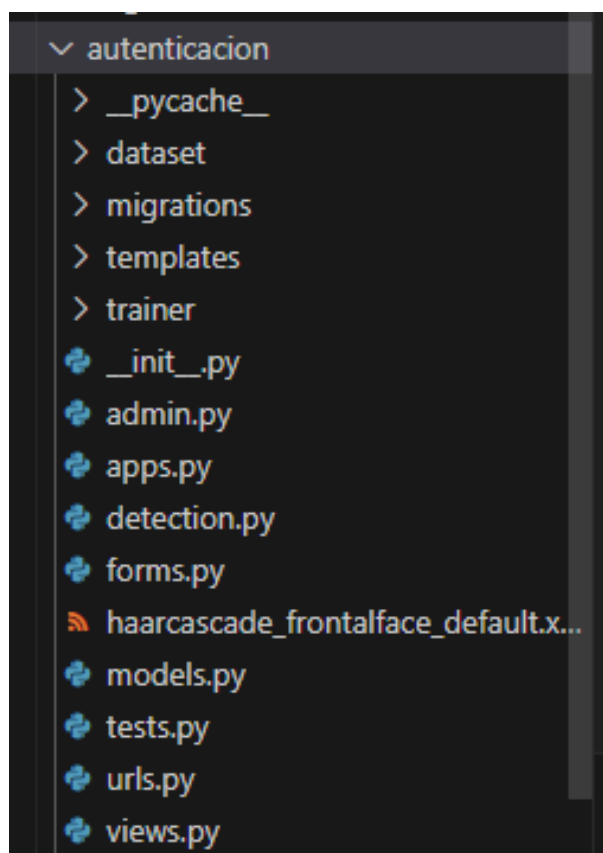 autenticacion
__pycache__
dataset
migrations
templates
trainer
__init__.py
admin.py
apps.py
detection.py
forms.py
haarcascade_frontalface_default.x...
models.py
tests.py
urls.py
views.py